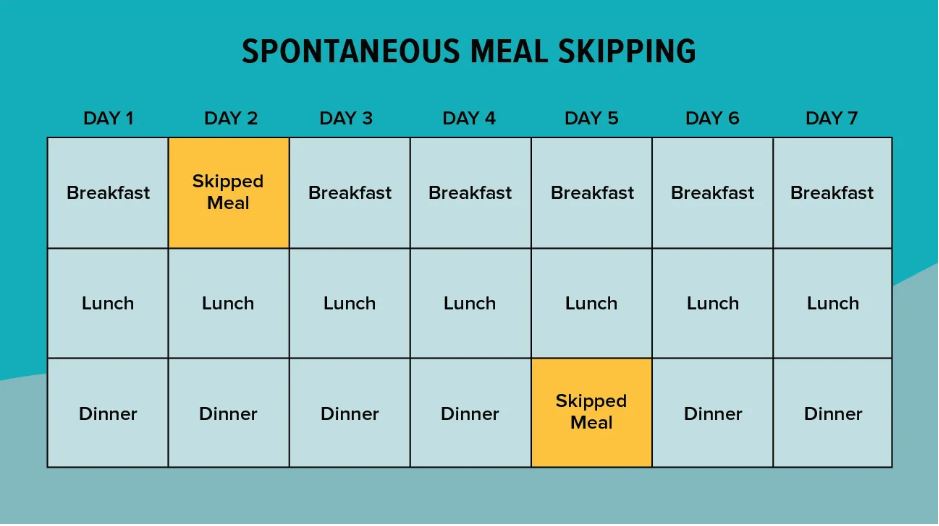 SPONTANEOUS MEAL SKIPPING
DAY 1 DAY 2 DAY 3 DAY 4 DAY 5 DAY 6 DAY 7
Breakfast Skipped Meal Breakfast Breakfast Breakfast Breakfast Breakfast
Lunch Lunch Lunch Lunch Lunch Lunch Lunch
Dinner Dinner Dinner Dinner Skipped Meal Dinner Dinner